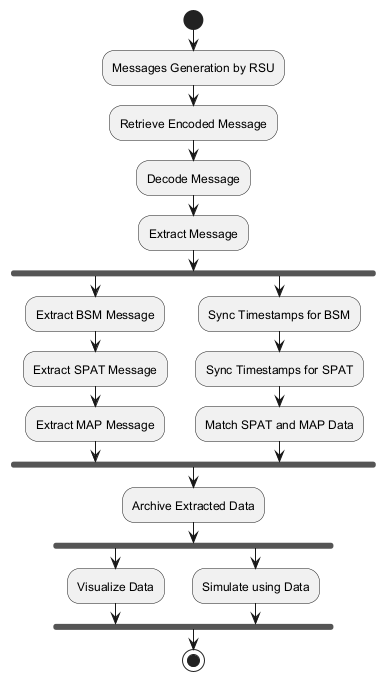 Messages Generation by RSU
Retrieve Encoded Message
Decode Message
Extract Message
Extract BSM Message
Sync Timestamps for BSM
Extract SPAT Message
Sync Timestamps for SPAT
Extract MAP Message
Match SPAT and MAP Data
Archive Extracted Data
Visualize Data
Simulate using Data